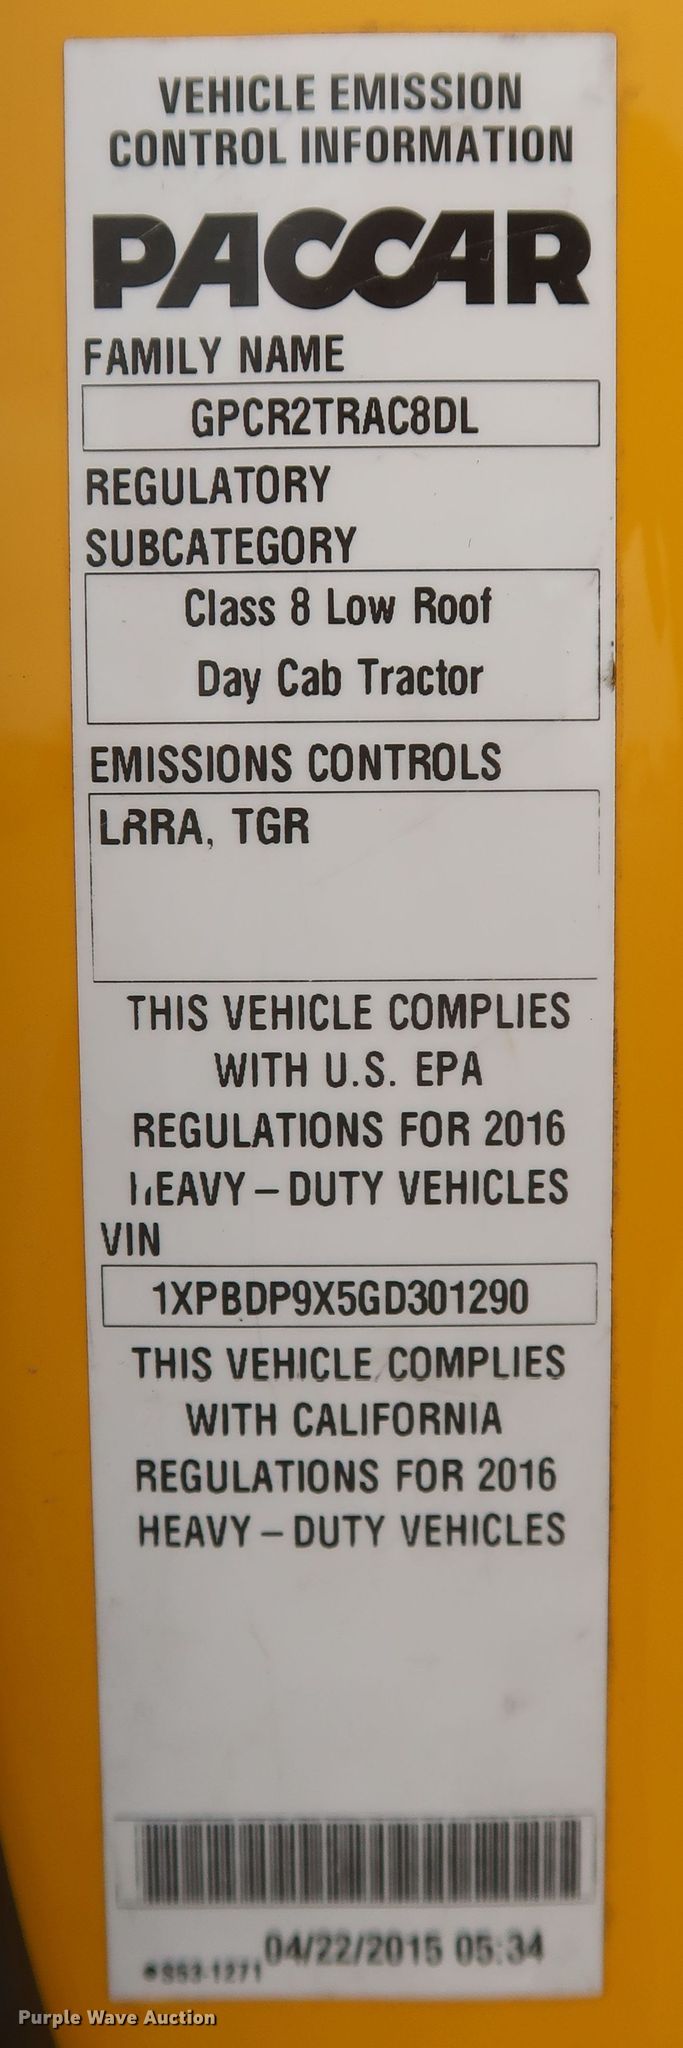 VEHICLE EMISSION
CONTROL INFORMATION
PACCAR
FAMILY NAME
GPCR2TRAC8DL
REGULATORY
SUBCATEGORY
Class 8 Low Roof
Day Cab Tractor
EMISSIONS CONTROLS
LRRA, TGR
THIS VEHICLE COMPLIES
WITH U.S. EPA
REGULATIONS FOR 2016
HEAVY – DUTY VEHICLES
VIN
1XPBDP9X5GD301290
THIS VEHICLE COMPLIES
WITH CALIFORNIA
REGULATIONS FOR 2016
HEAVY – DUTY VEHICLES
04/22/2015 05:34
#S53-1271
Purple Wave Auction